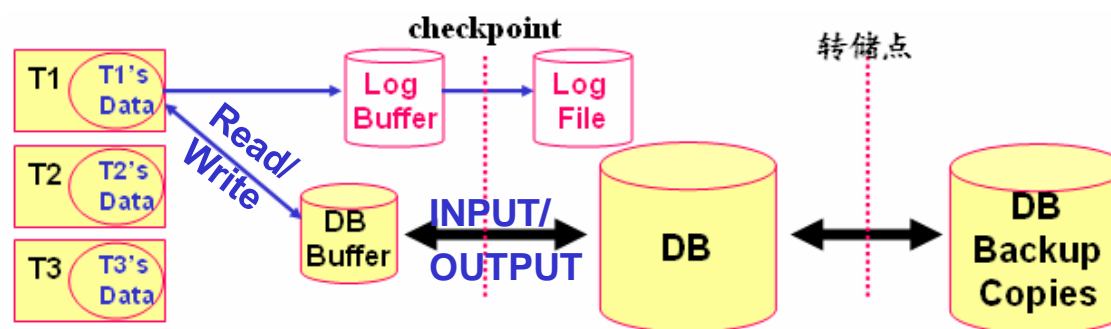 checkpoint
转储点
T1
T1's
Data
Log
Buffer
Log
File
Read/
Write
T2
T2's
Data
DB
Buffer
INPUT/
OUTPUT
DB
DB
Backup
Copies
T3
T3's
Data